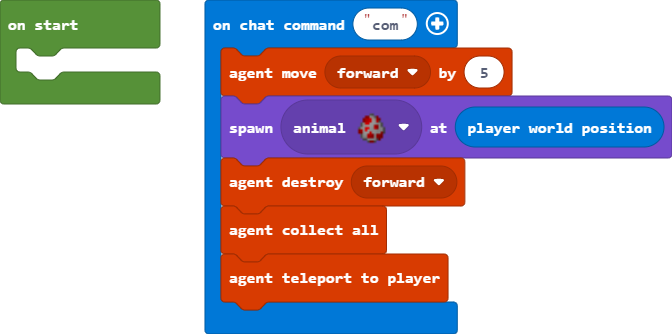 on start
on chat command "com"
agent move forward by 5
spawn animal at player world position
agent destroy forward
agent collect all
agent teleport to player